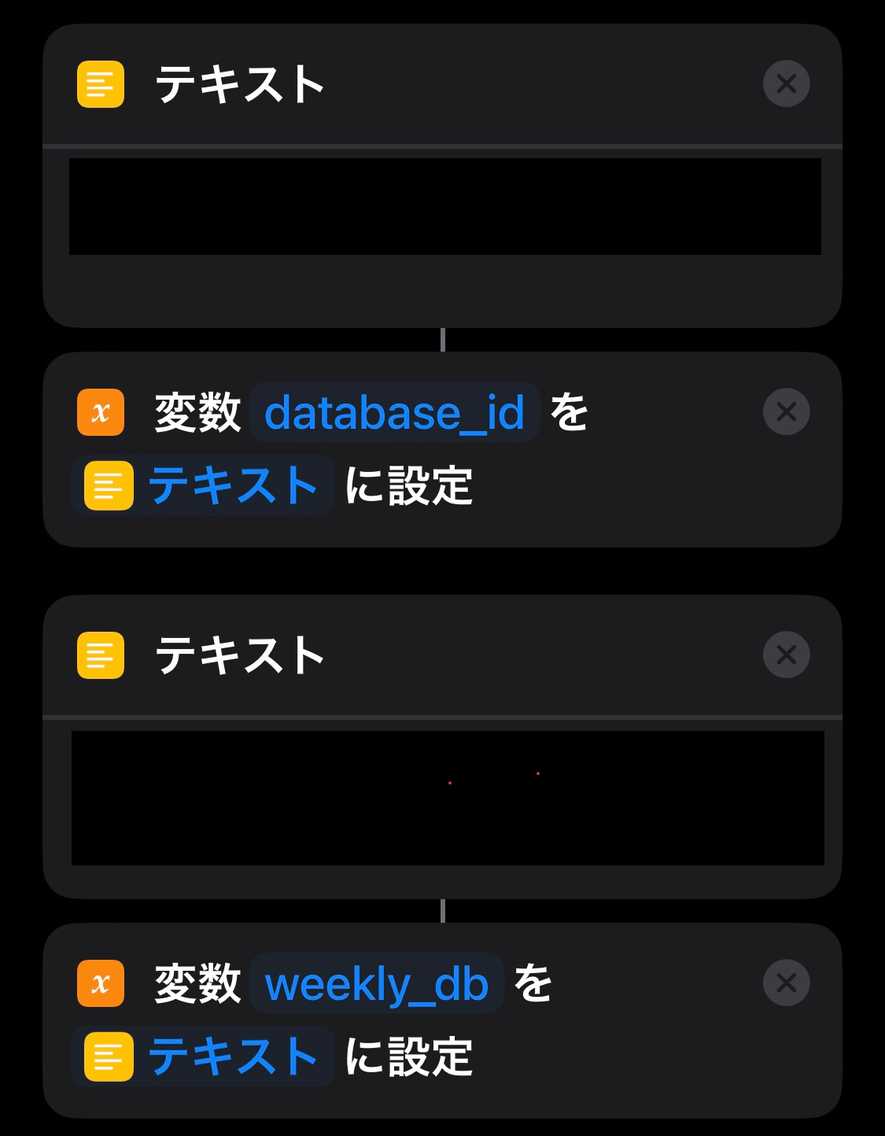 テキスト
変数 database_id を
テキスト に設定
テキスト
変数 weekly_db を
テキスト に設定